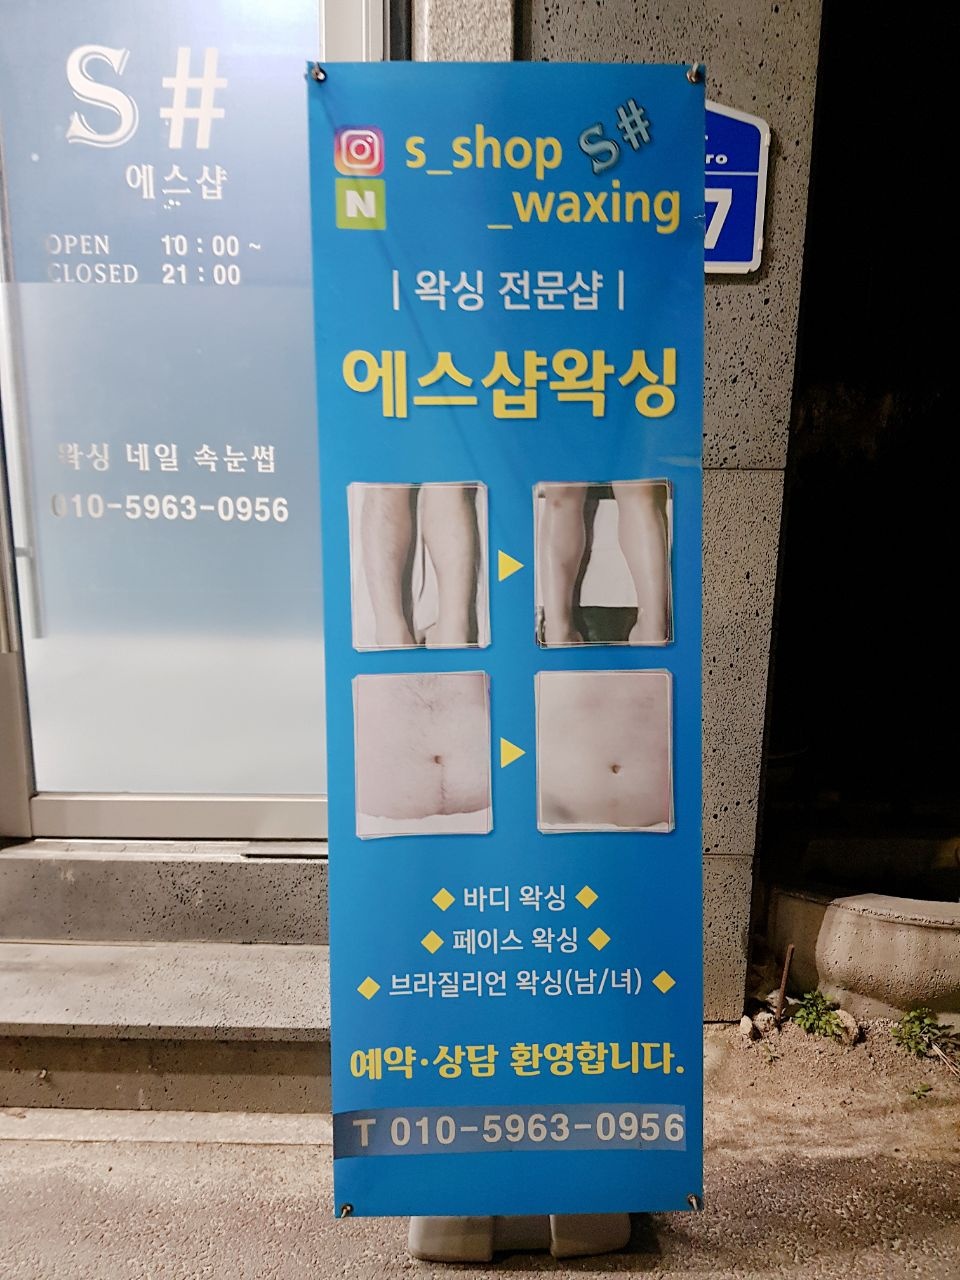 S #
에스샵
OPEN 10 : 00 ~
CLOSED 21 : 00
왁싱 네일 속눈썹
010-5963-0956
s_shop S#
N _waxing
ro
7
| 왁싱 전문샵 |
에스샵왁싱
바디 왁싱
페이스 왁싱
브라질리언 왁싱(남/녀)
예약·상담 환영합니다.
T 010-5963-0956